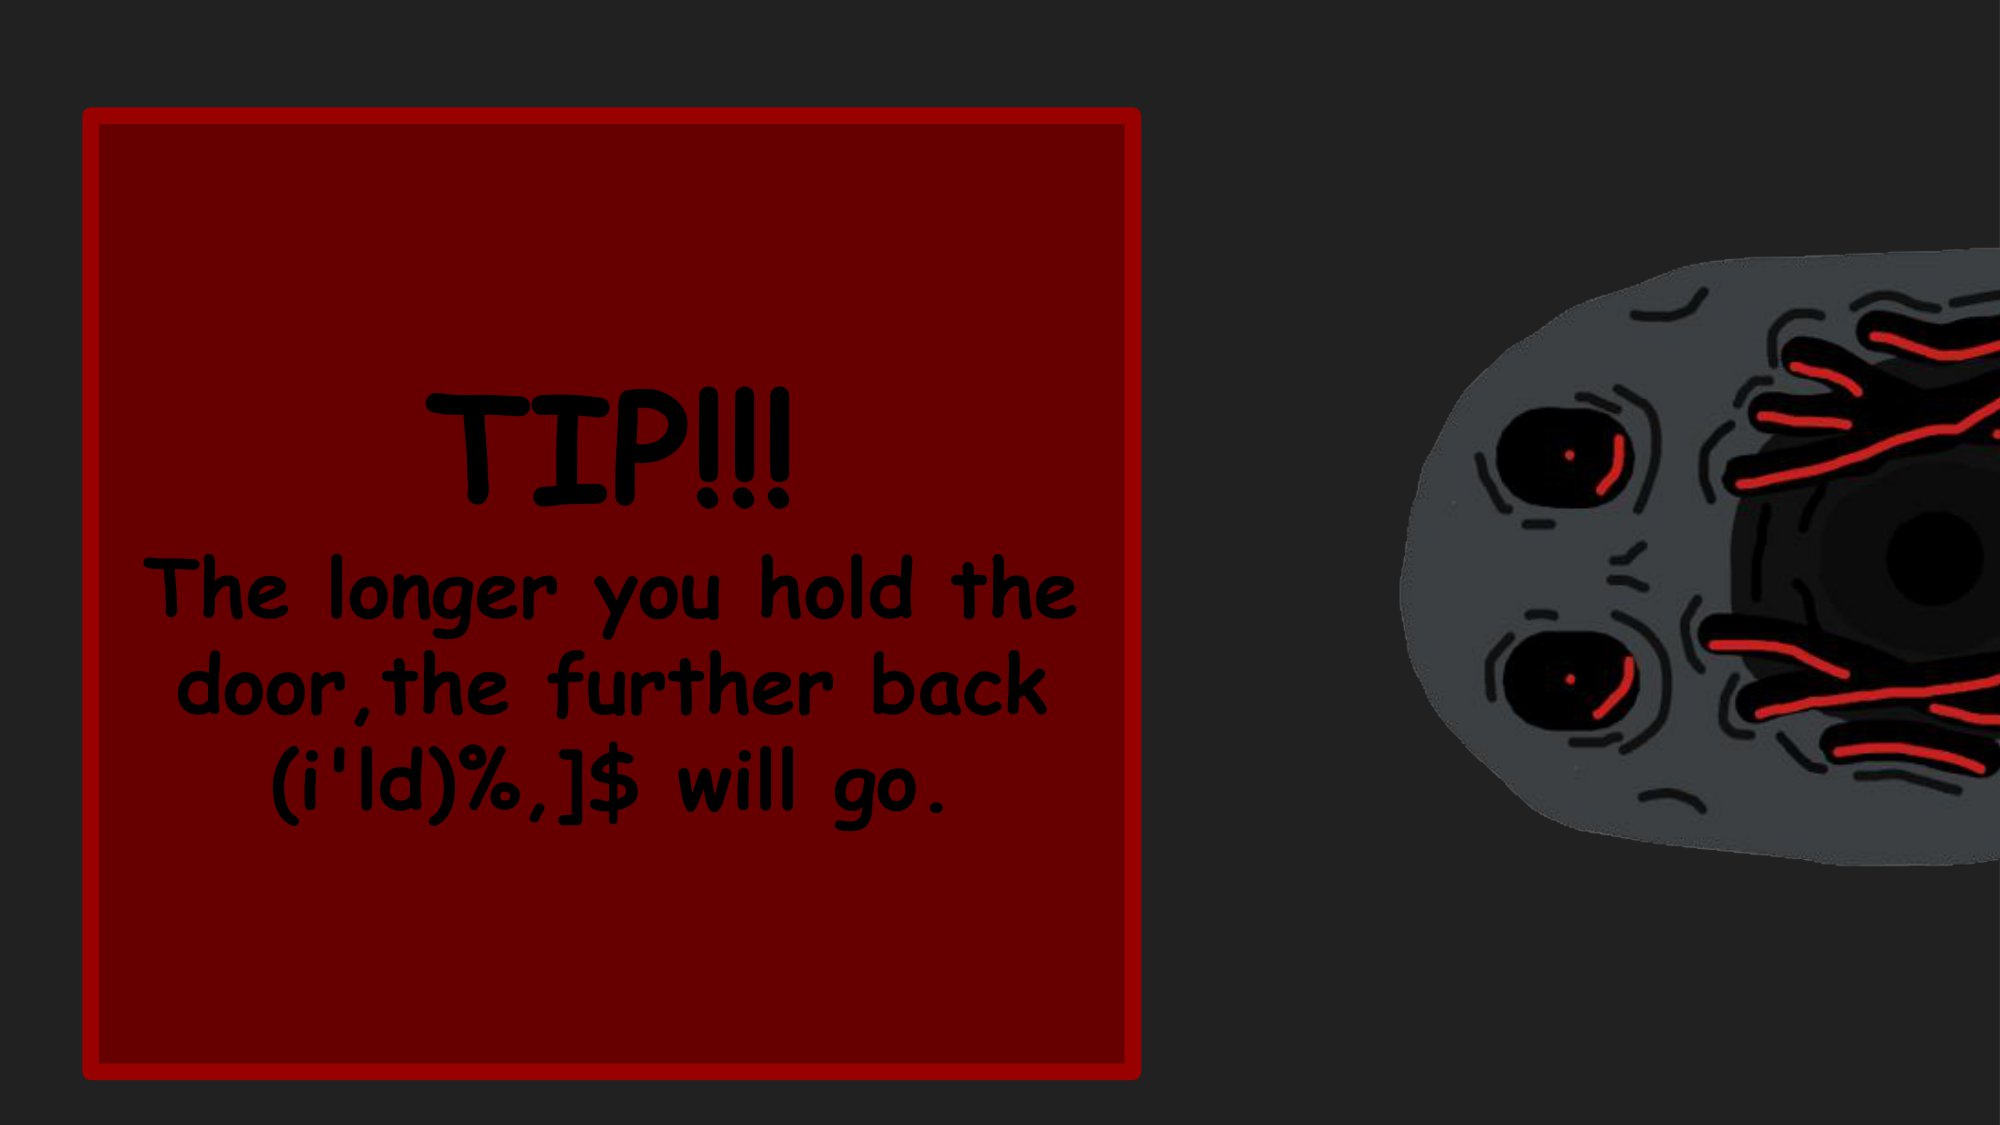 TIP!!!
The longer you hold the
door,the further back
(i'ld)%,]$ will go.